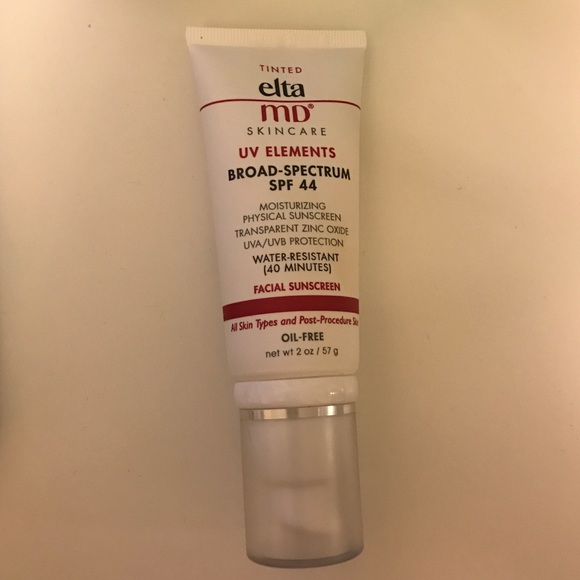 TINTED
elta
MD®
SKINCARE
UV ELEMENTS
BROAD-SPECTRUM
SPF 44
MOISTURIZING
PHYSICAL SUNSCREEN
TRANSPARENT ZINC OXIDE
UVA/UVB PROTECTION
WATER-RESISTANT
(40 MINUTES)
FACIAL SUNSCREEN
All Skin Types and Post-Procedure Skin
OIL-FREE
net wt 2 oz / 57 g